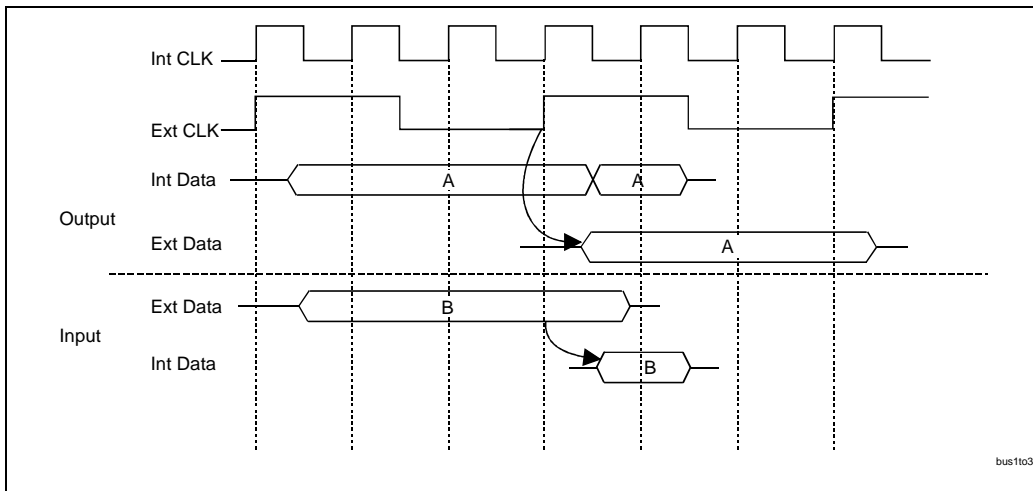 Int CLK
Ext CLK
Int Data
A
A
Output
Ext Data
A
Ext Data
B
Input
Int Data
B
bus1to3